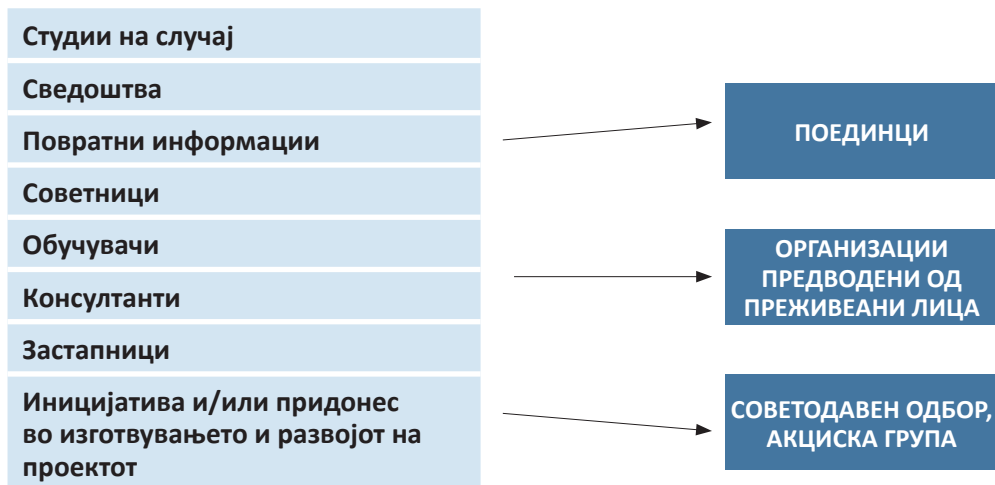 Студии на случај
Сведоштва
Повратни информации
Советници
Обучувачи
Консултанти
Застапници
Иницијатива и/или придонес
во изготвувањето и развојот на
проектот
ПОЕДИНЦИ
ОРГАНИЗАЦИИ
ПРЕДВОДЕНИ ОД
ПРЕЖИВЕАНИ ЛИЦА
СОВЕТОДАВЕН ОДБОР,
АКЦИСКА ГРУПА